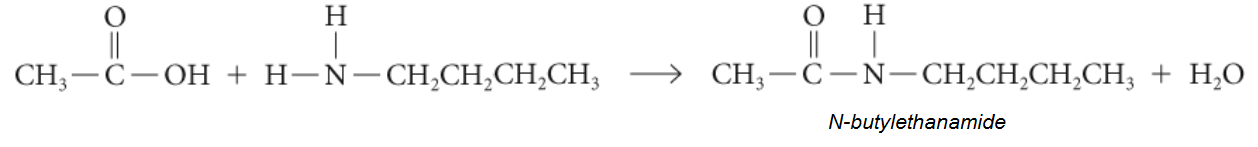 O H O H
CH₃—C—OH + H—N—CH₂CH₂CH₂CH₃ ⟶ CH₃—C—N—CH₂CH₂CH₂CH₃ + H₂O
N-butylethanamide